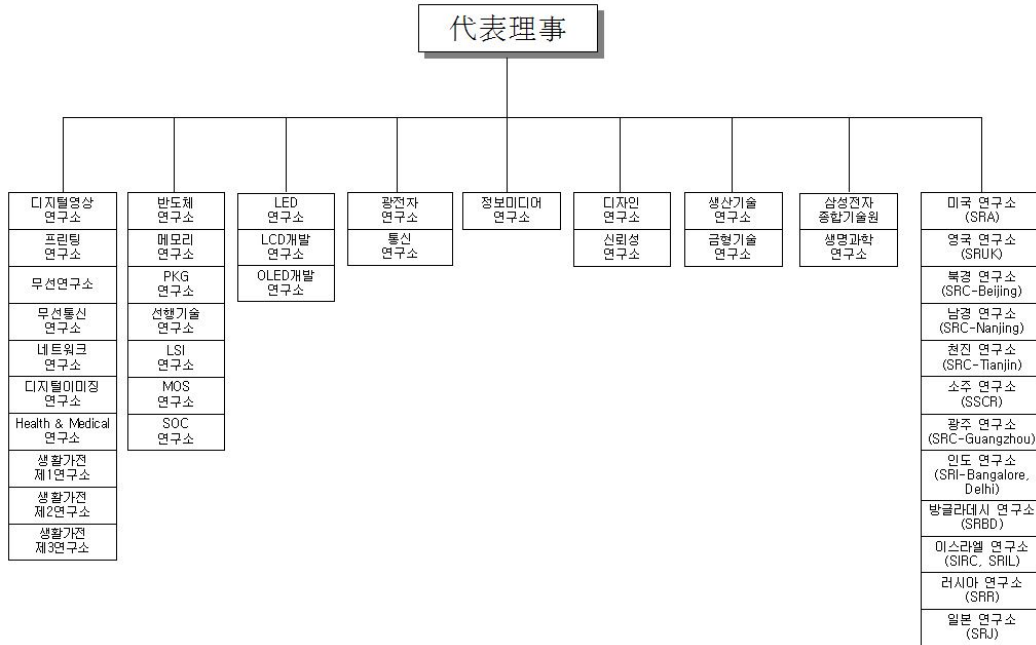 代表理事
디지털영상
연구소
프린팅
연구소
무선연구소
무선통신
연구소
네트워크
연구소
디지털이미징
연구소
Health & Medical
연구소
생활가전
제1연구소
생활가전
제2연구소
생활가전
제3연구소
반도체
연구소
메모리
연구소
PKG
연구소
선행기술
연구소
LSI
연구소
MOS
연구소
SOC
연구소
LED
연구소
LCD개발
연구소
OLED개발
연구소
광전자
연구소
통신
연구소
정보미디어
연구소
디자인
연구소
신뢰성
연구소
생산기술
연구소
금형기술
연구소
삼성전자
종합기술원
생명과학
연구소
미국 연구소
(SRA)
영국 연구소
(SRUK)
북경 연구소
(SRC-Beijing)
남경 연구소
(SRC-Nanjing)
천진 연구소
(SRC-Tianjin)
소주 연구소
(SSCR)
광주 연구소
(SRC-Guangzhou)
인도 연구소
(SRI-Bangalore,
Delhi)
방글라데시 연구소
(SRBD)
이스라엘 연구소
(SIRC, SRIL)
러시아 연구소
(SRR)
일본 연구소
(SRJ)